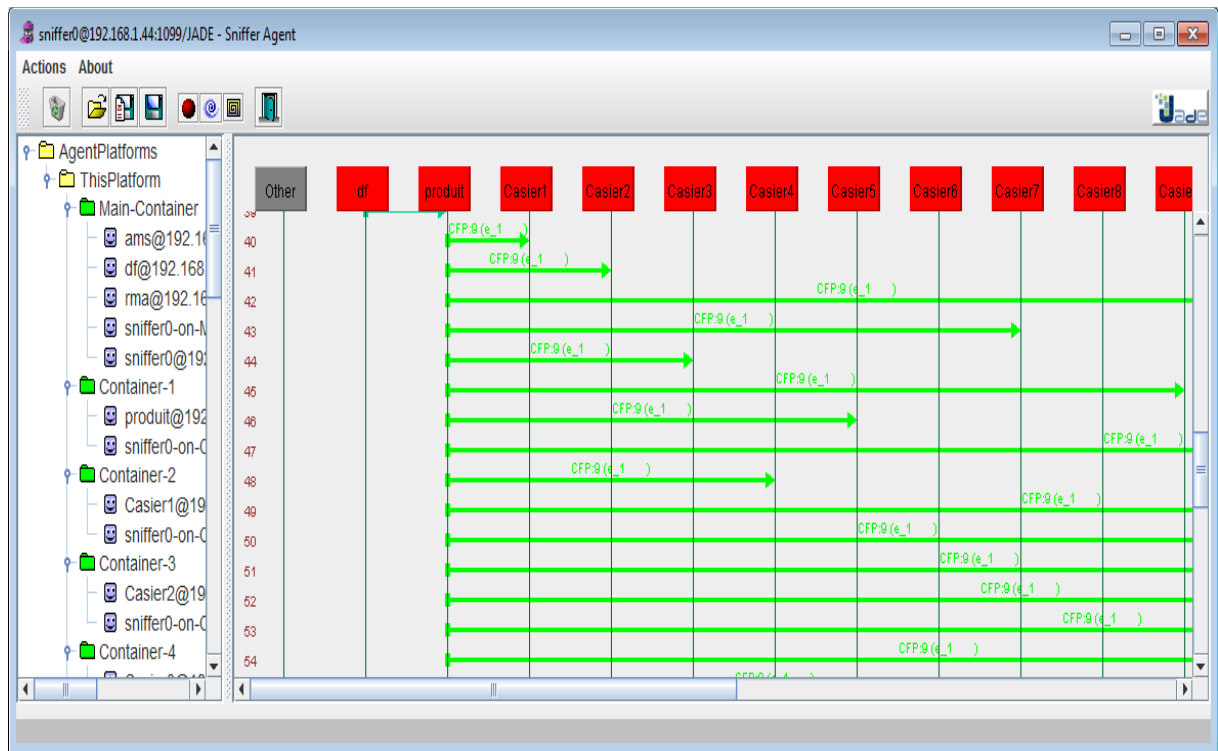 sniffer0@192.168.1.44:1099/JADE - Sniffer Agent
Actions About
Jade
AgentPlatforms
ThisPlatform
Main-Container
ams@192.16
df@192.168
rma@192.16
sniffer0-on-M
sniffer0@192
Container-1
produit@192
sniffer0-on-C
Container-2
Casier1@19
sniffer0-on-C
Container-3
Casier2@19
sniffer0-on-C
Container-4
Other df produit Casier1 Casier2 Casier3 Casier4 Casier5 Casier6 Casier7 Casier8 Casie
39
40 CFP:9 (e_1 )
41 CFP:9 (e_1 )
42 CFP:9 (e_1 )
43 CFP:9 (e_1 )
44 CFP:9 (e_1 )
45 CFP:9 (e_1 )
46 CFP:9 (e_1 )
47 CFP:9 (e_1 )
48 CFP:9 (e_1 )
49 CFP:9 (e_1 )
50 CFP:9 (e_1 )
51 CFP:9 (e_1 )
52 CFP:9 (e_1 )
53 CFP:9 (e_1 )
54 CFP:9 (e_1 )